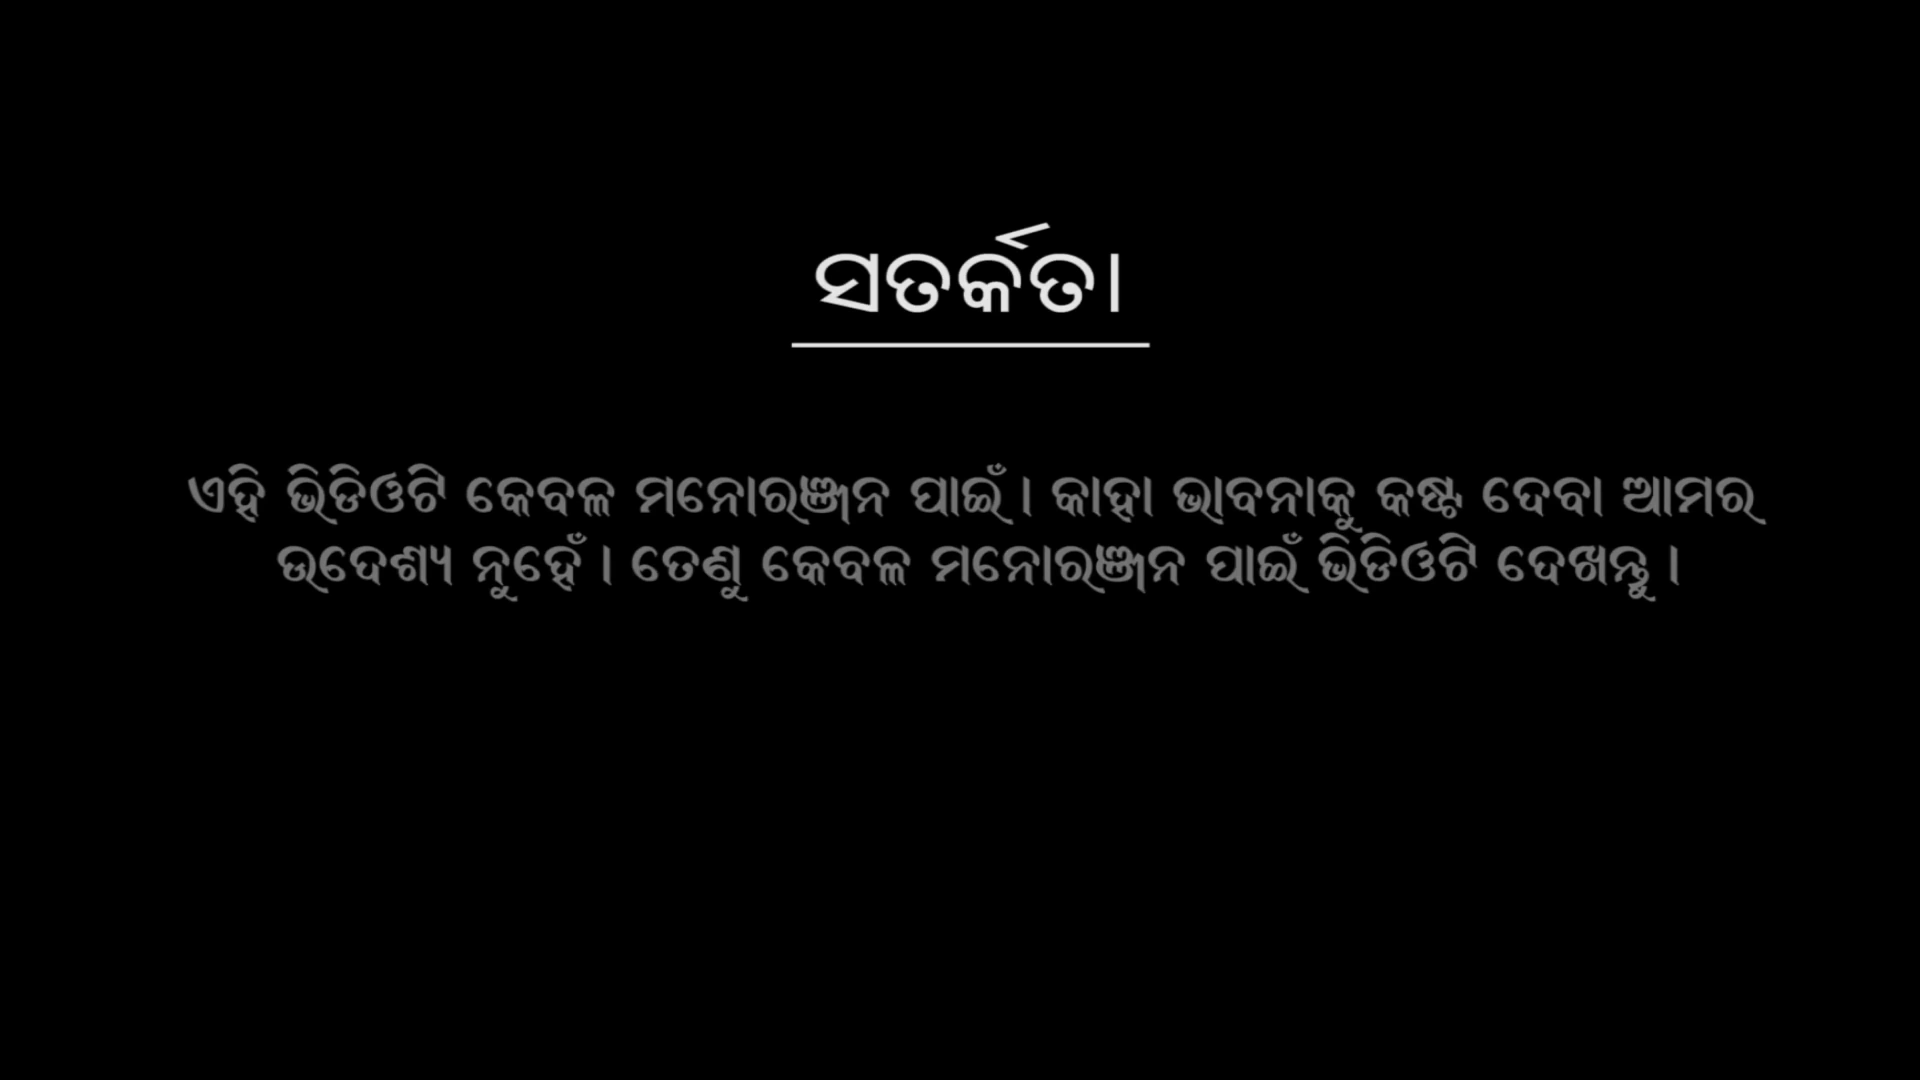 ସତର୍କତା
ଏହି ଭିଡିଓଟି କେବଳ ମନୋରଞ୍ଜନ ପାଇଁ । କାହା ଭାବନାକୁ କଷ୍ଟ ଦେବା ଆମର
ଉଦେଶ୍ୟ ନୁହେଁ । ତେଣୁ କେବଳ ମନୋରଞ୍ଜନ ପାଇଁ ଭିଡିଓଟି ଦେଖନ୍ତୁ ।